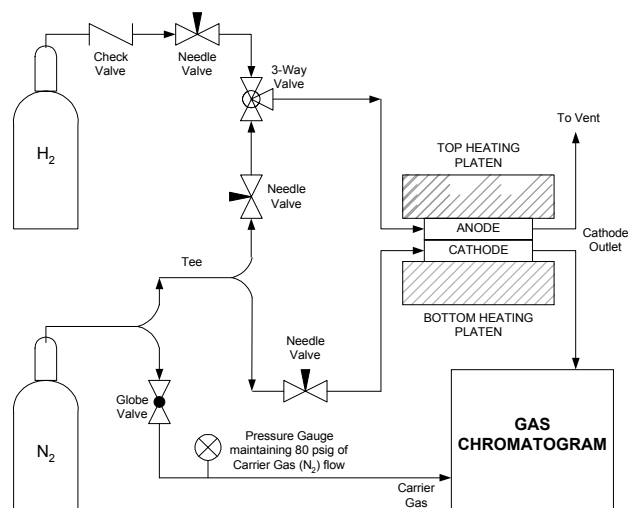 Check
Valve
Needle
Valve
3-Way
Valve
H2
To Vent
TOP HEATING
PLATEN
Needle
Valve
ANODE
CATHODE
Cathode
Outlet
Tee
BOTTOM HEATING
PLATEN
Needle
Valve
Globe
Valve
N2
Pressure Gauge
maintaining 80 psig of
Carrier Gas (N2) flow
GAS
CHROMATOGRAM
Carrier
Gas